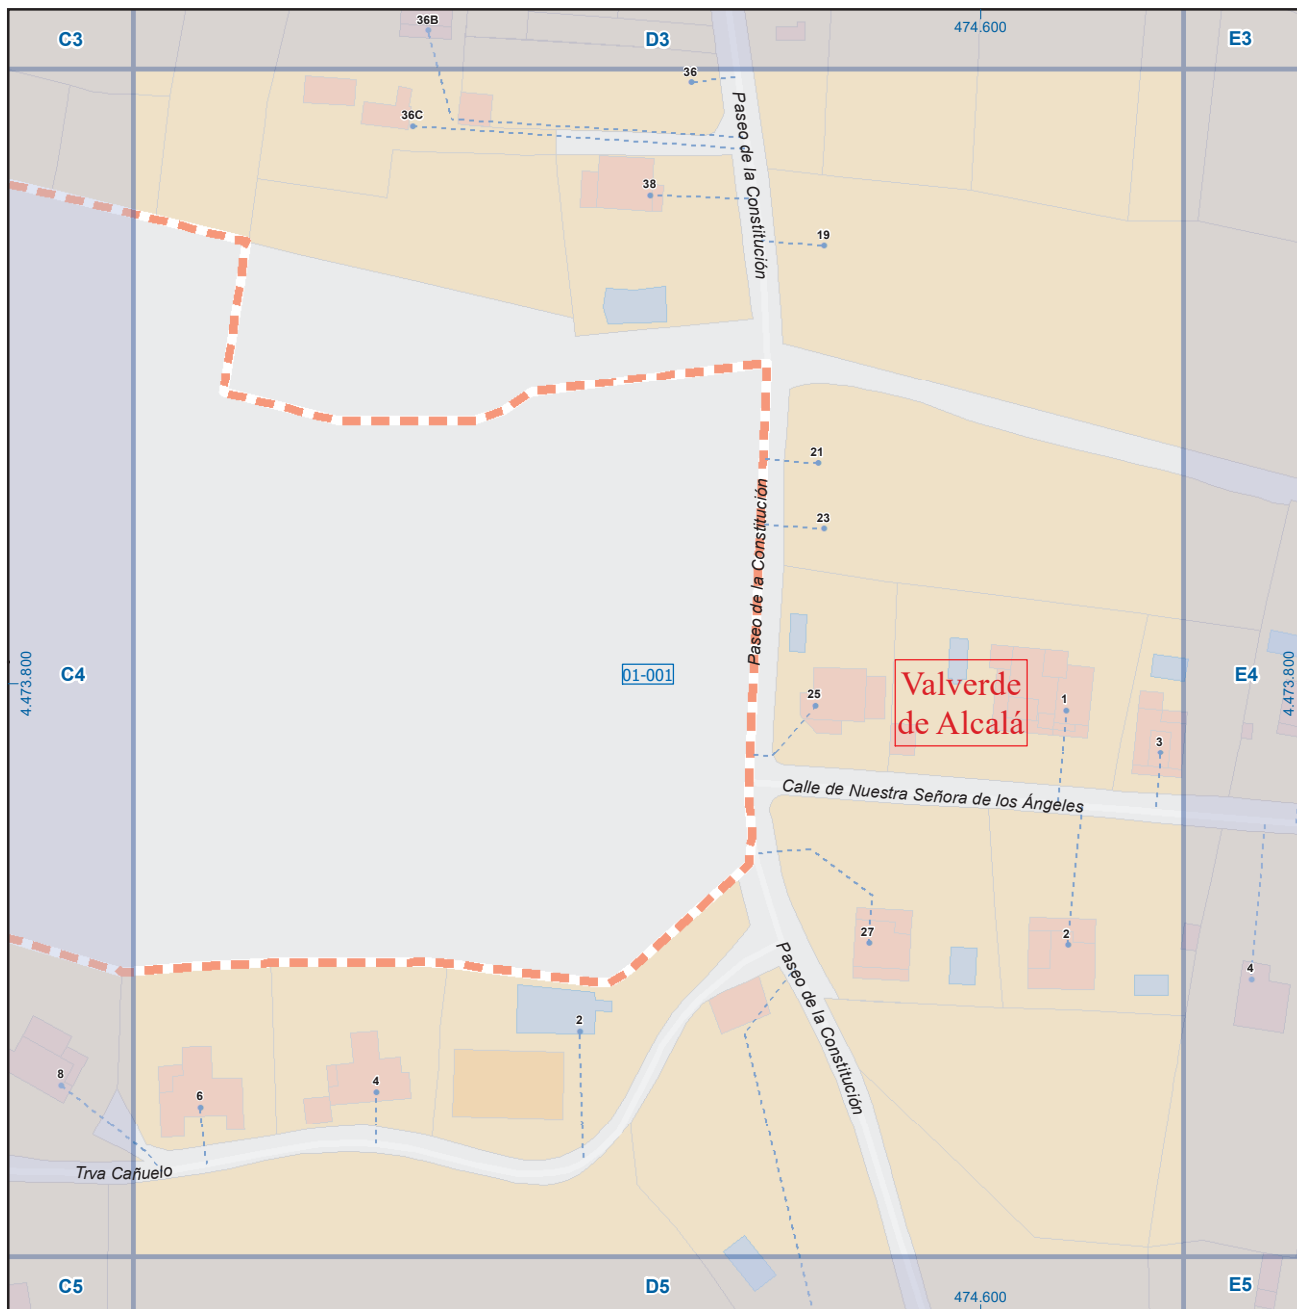 36B
474.600
C3
D3
E3
36
36C
Paseo de la Constitución
38
19
21
23
Paseo de la Constitución
4.473.800
C4
01-001
Valverde
de Alcalá
E4
4.473.800
25
1
3
Calle de Nuestra Señora de los Ángeles
27
2
4
Paseo de la Constitución
2
8
6
4
Trva Cañuelo
C5
D5
474.600
E5